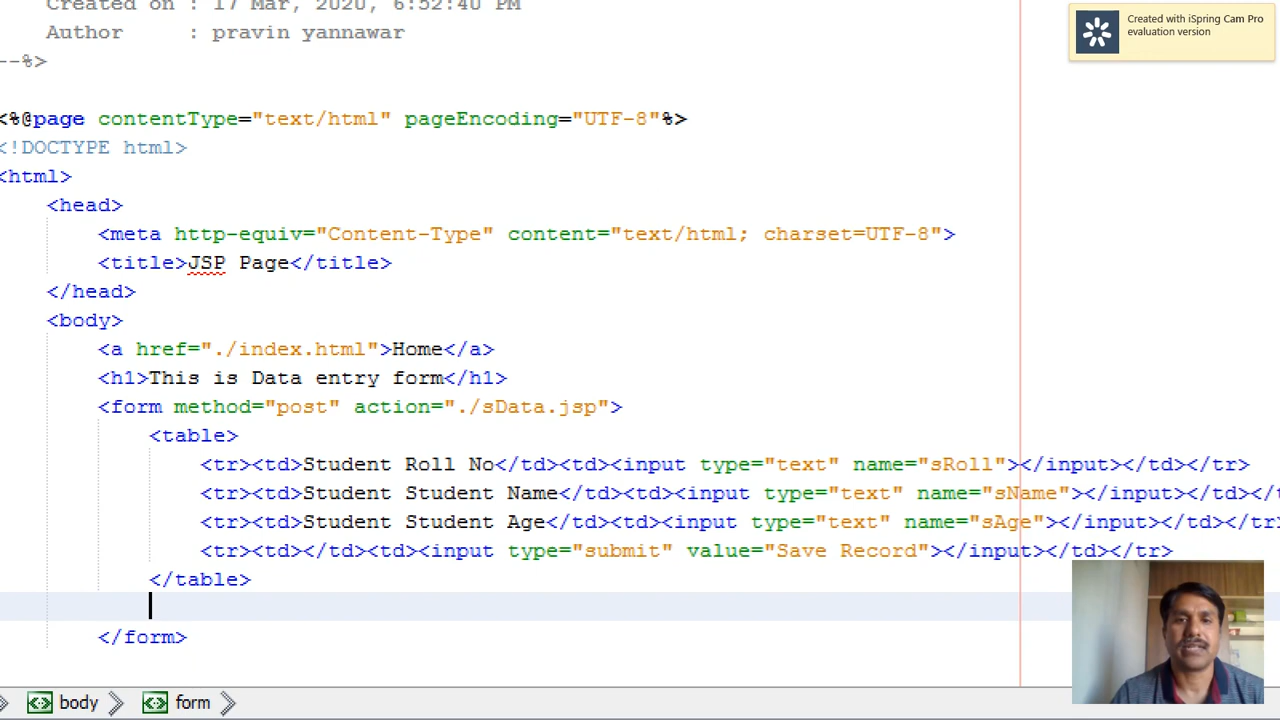 Created on : 17 Mar, 2020, 6:52:40 PM
Author     : pravin yannawar
--%>
<%@page contentType="text/html" pageEncoding="UTF-8"%>
<!DOCTYPE html>
<html>
<head>
<meta http-equiv="Content-Type" content="text/html; charset=UTF-8">
<title>JSP Page</title>
</head>
<body>
<a href="./index.html">Home</a>
<h1>This is Data entry form</h1>
<form method="post" action="./sData.jsp">
<table>
<tr><td>Student Roll No</td><td><input type="text" name="sRoll"></input></td></tr>
<tr><td>Student Student Name</td><td><input type="text" name="sName"></input></td></t
<tr><td>Student Student Age</td><td><input type="text" name="sAge"></input></td></tr>
<tr><td></td><td><input type="submit" value="Save Record"></input></td></tr>
</table>
</form>
body form
Created with iSpring Cam Pro
evaluation version